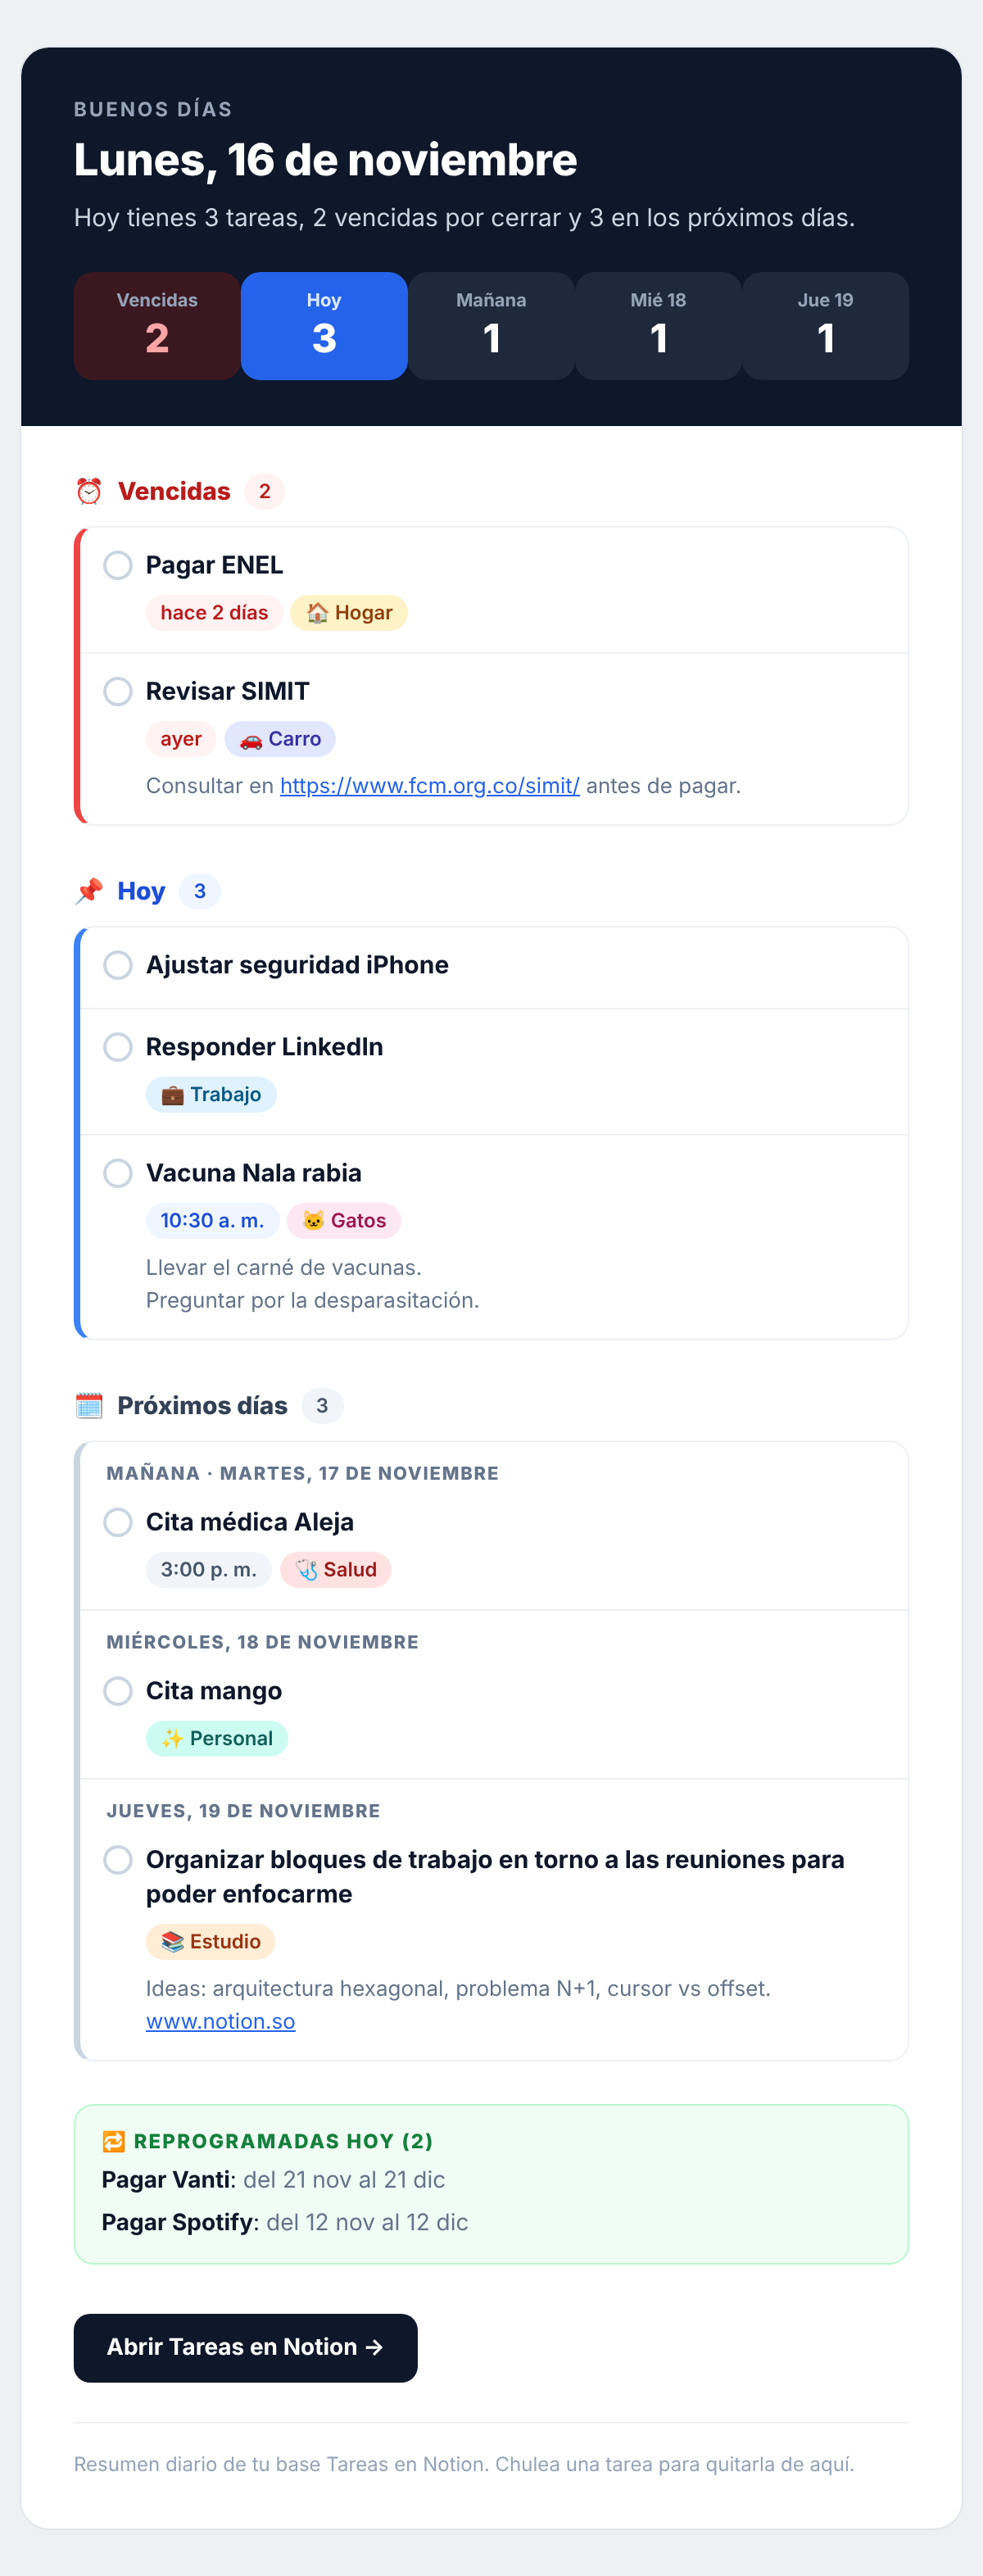 BUENOS DÍAS
Lunes, 16 de noviembre
Hoy tienes 3 tareas, 2 vencidas por cerrar y 3 en los próximos días.
Vencidas
2
Hoy
3
Mañana
1
Mié 18
1
Jue 19
1
⏰ Vencidas 2
Pagar ENEL
hace 2 días 🏠 Hogar
Revisar SIMIT
ayer 🚗 Carro
Consultar en https://www.fcm.org.co/simit/ antes de pagar.
📌 Hoy 3
Ajustar seguridad iPhone
Responder LinkedIn
💼 Trabajo
Vacuna Nala rabia
10:30 a. m. 🐱 Gatos
Llevar el carné de vacunas.
Preguntar por la desparasitación.
🗓️ Próximos días 3
MAÑANA · MARTES, 17 DE NOVIEMBRE
Cita médica Aleja
3:00 p. m. 🩺 Salud
MIÉRCOLES, 18 DE NOVIEMBRE
Cita mango
✨ Personal
JUEVES, 19 DE NOVIEMBRE
Organizar bloques de trabajo en torno a las reuniones para
poder enfocarme
📚 Estudio
Ideas: arquitectura hexagonal, problema N+1, cursor vs offset.
www.notion.so
🔁 REPROGRAMADAS HOY (2)
Pagar Vanti: del 21 nov al 21 dic
Pagar Spotify: del 12 nov al 12 dic
Abrir Tareas en Notion →
Resumen diario de tu base Tareas en Notion. Chulea una tarea para quitarla de aquí.